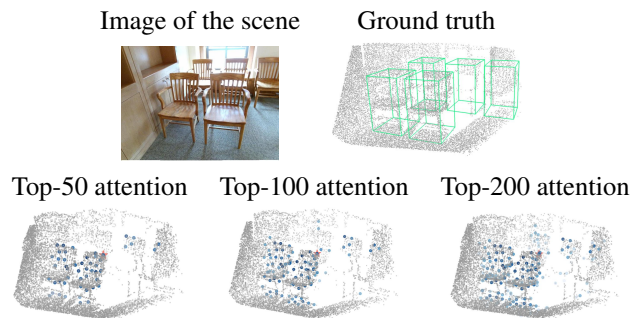 Image of the scene
Ground truth
Top-50 attention
Top-100 attention
Top-200 attention